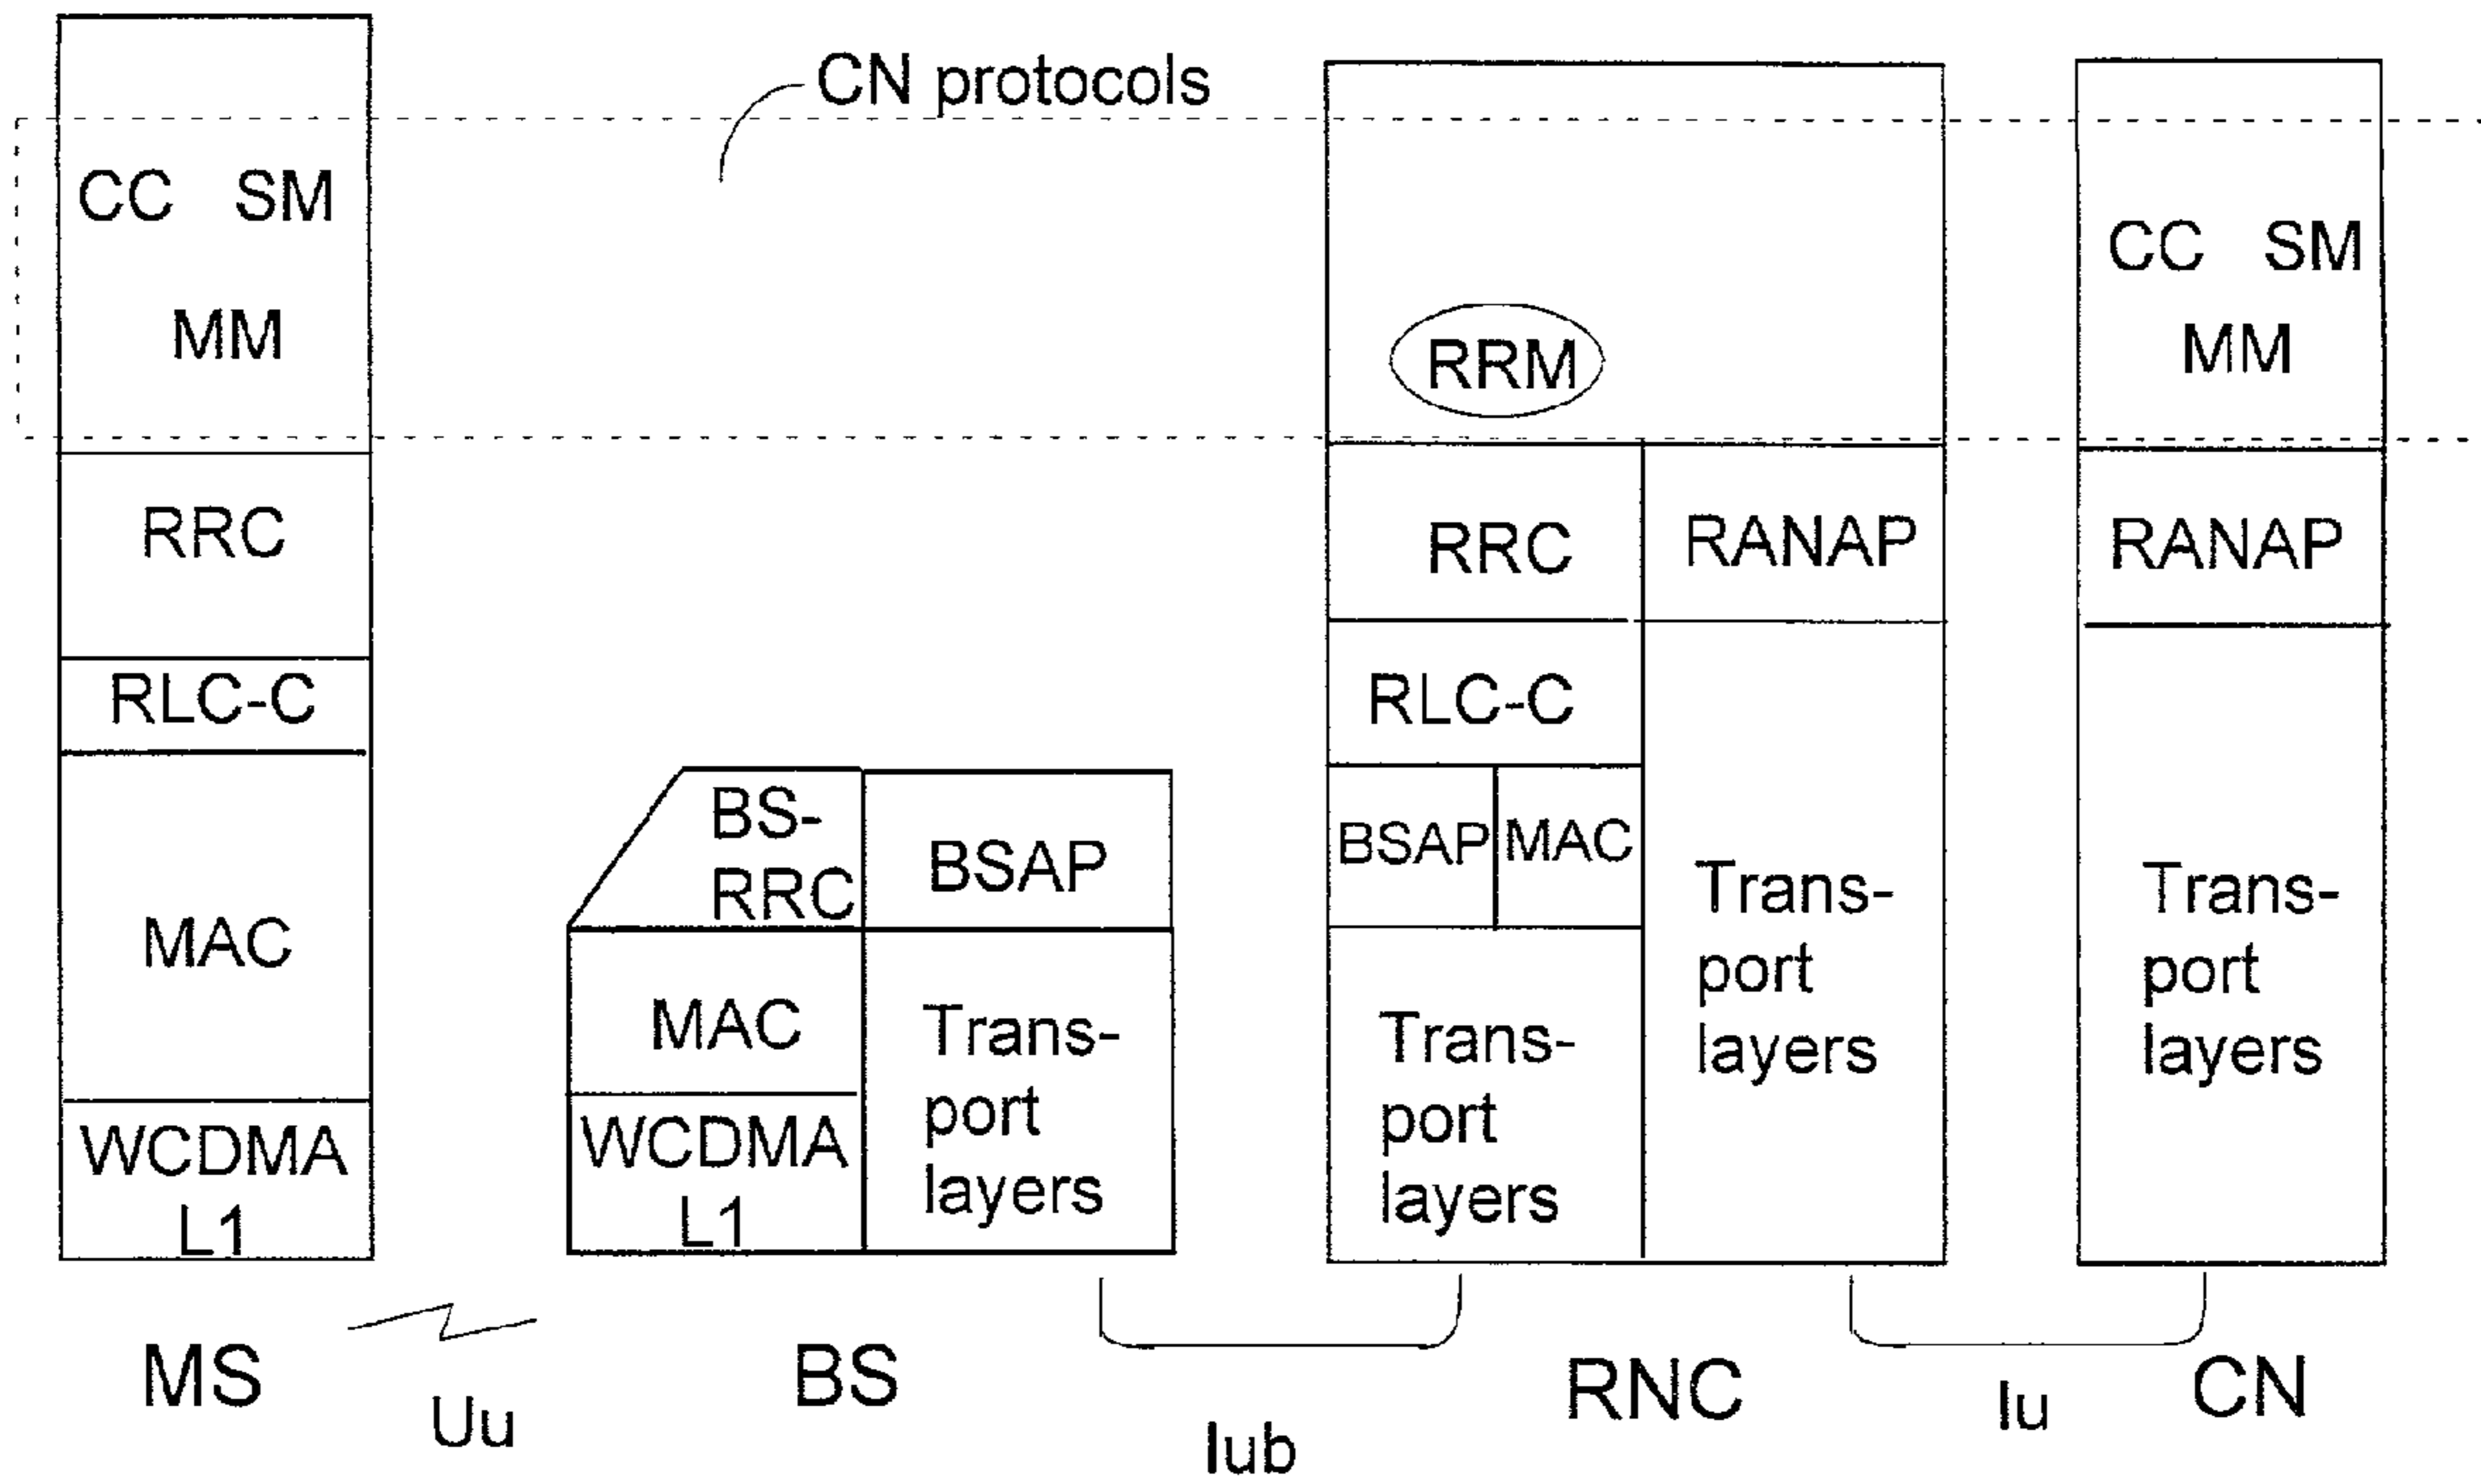 CN protocols
CC SM
MM
RRC
RLC-C
MAC
WCDMA
L1
MS
Uu
BS-
RRC
BSAP
MAC
WCDMA
L1
Trans-
port
layers
BS
Iub
RRM
RRC
RANAP
RLC-C
BSAP
MAC
Trans-
port
layers
Trans-
port
layers
RNC
Iu
CC SM
MM
RANAP
Trans-
port
layers
CN